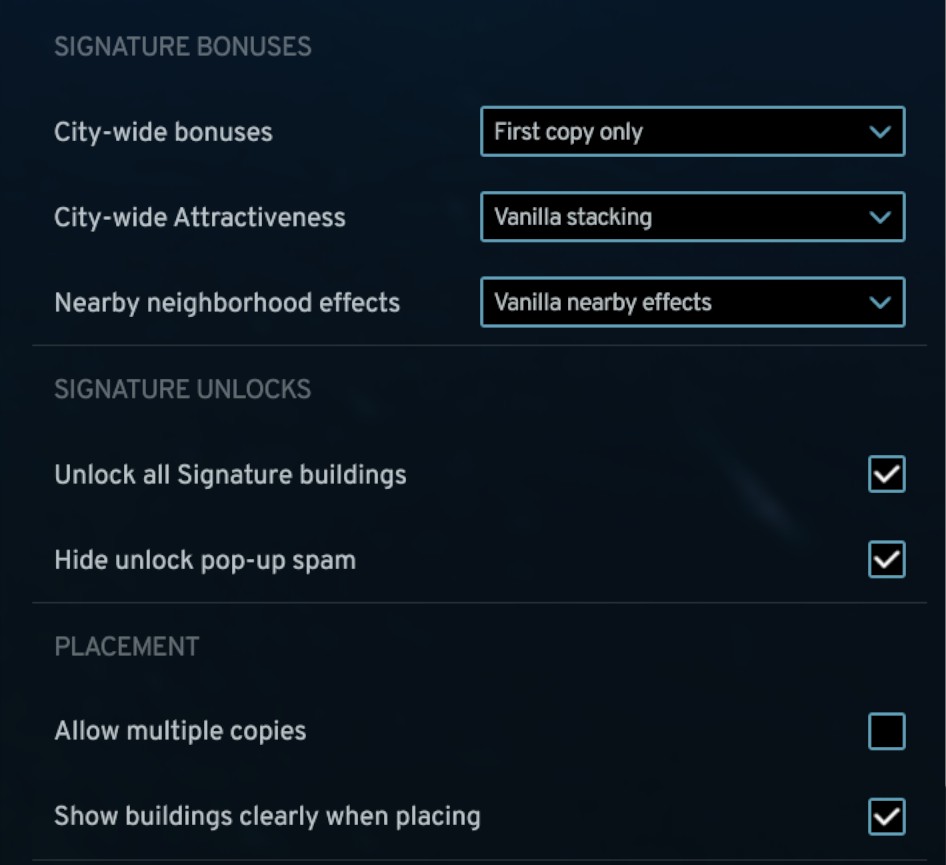 SIGNATURE BONUSES
City-wide bonuses
First copy only
City-wide Attractiveness
Vanilla stacking
Nearby neighborhood effects
Vanilla nearby effects
SIGNATURE UNLOCKS
Unlock all Signature buildings
Hide unlock pop-up spam
PLACEMENT
Allow multiple copies
Show buildings clearly when placing